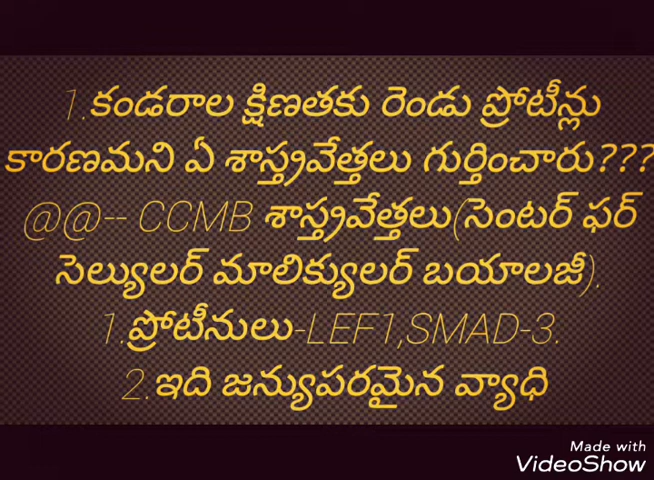 1.కండరాల క్షిణతకు రెండు ప్రోటీన్లు
కారణమని ఏ శాస్త్రవేత్తలు గుర్తించారు???
@@-- CCMB శాస్త్రవేత్తలు(సెంటర్ ఫర్
సెల్యులర్ మాలిక్యులర్ బయాలజీ).
1.ప్రోటీనులు-LEF1,SMAD-3.
2.ఇది జన్యుపరమైన వ్యాధి
Made with
VideoShow